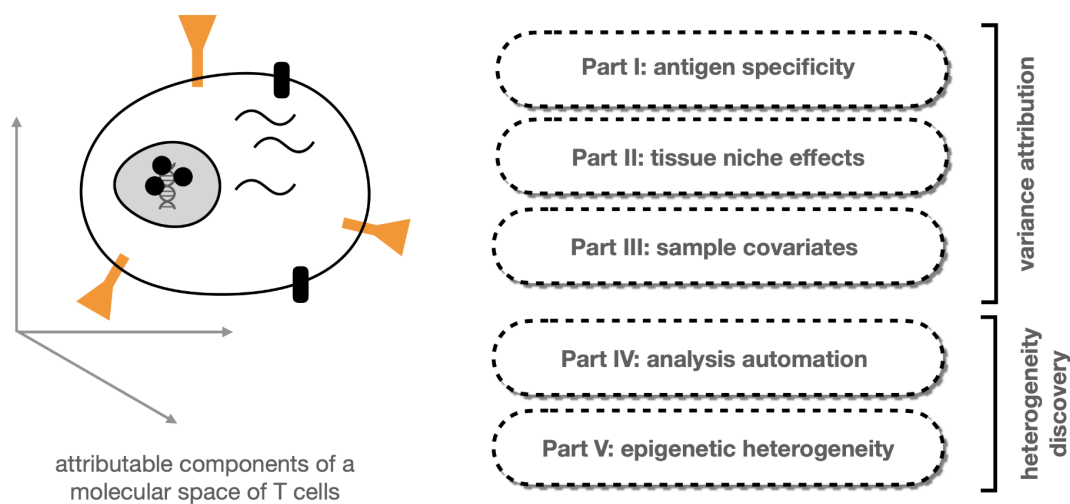 Part I: antigen specificity
Part II: tissue niche effects
Part III: sample covariates
variance attribution
Part IV: analysis automation
Part V: epigenetic heterogeneity
heterogeneity
discovery
attributable components of a
molecular space of T cells